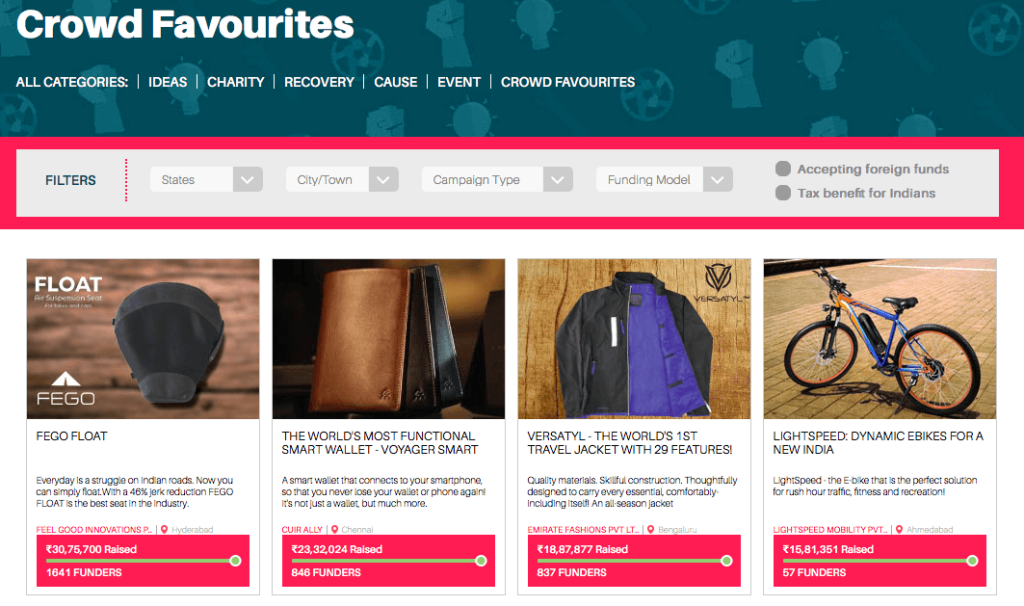 Crowd Favourites
ALL CATEGORIES: | IDEAS | CHARITY | RECOVERY | CAUSE | EVENT | CROWD FAVOURITES
FILTERS
States
City/Town
Campaign Type
Funding Model
Accepting foreign funds
Tax benefit for Indians
FLOAT
Air Suspension Seat
for bikes and cars
FEGO
FEGO FLOAT
Everyday is a struggle on Indian roads. Now you
can simply float.With a 46% jerk reduction FEGO
FLOAT is the best seat in the industry.
FEEL GOOD INNOVATIONS P... | Hyderabad
₹30,75,700 Raised
1641 FUNDERS
THE WORLD'S MOST FUNCTIONAL
SMART WALLET - VOYAGER SMART
A smart wallet that connects to your smartphone,
so that you never lose your wallet or phone again!
It's not just a wallet, but much more.
CUIR ALLY | Chennai
₹23,32,024 Raised
846 FUNDERS
VERSATYL™
VERSATYL - THE WORLD'S 1ST
TRAVEL JACKET WITH 29 FEATURES!
Quality materials. Skillful construction. Thoughtfully
designed to carry every essential, comfortably-
including itself! An all-season jacket
EMIRATE FASHIONS PVT LT... | Bengaluru
₹18,87,877 Raised
837 FUNDERS
LIGHTSPEED: DYNAMIC EBIKES FOR A
NEW INDIA
LightSpeed - the E-bike that is the perfect solution
for rush hour traffic, fitness and recreation!
LIGHTSPEED MOBILITY PVT... | Ahmedabad
₹15,81,351 Raised
57 FUNDERS